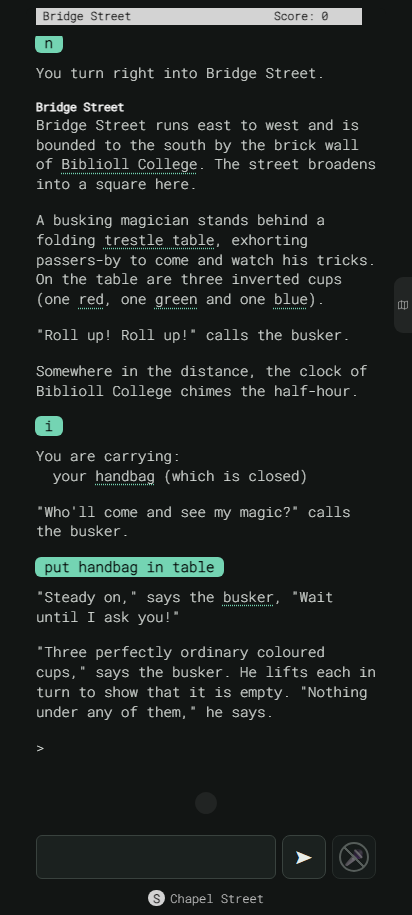 Bridge Street Score: 0
n
You turn right into Bridge Street.
Bridge Street
Bridge Street runs east to west and is
bounded to the south by the brick wall
of Biblioll College. The street broadens
into a square here.
A busking magician stands behind a
folding trestle table, exhorting
passers-by to come and watch his tricks.
On the table are three inverted cups
(one red, one green and one blue).
"Roll up! Roll up!" calls the busker.
Somewhere in the distance, the clock of
Biblioll College chimes the half-hour.
i
You are carrying:
your handbag (which is closed)
"Who'll come and see my magic?" calls
the busker.
put handbag in table
"Steady on," says the busker, "Wait
until I ask you!"
"Three perfectly ordinary coloured
cups," says the busker. He lifts each in
turn to show that it is empty. "Nothing
under any of them," he says.
>
S Chapel Street